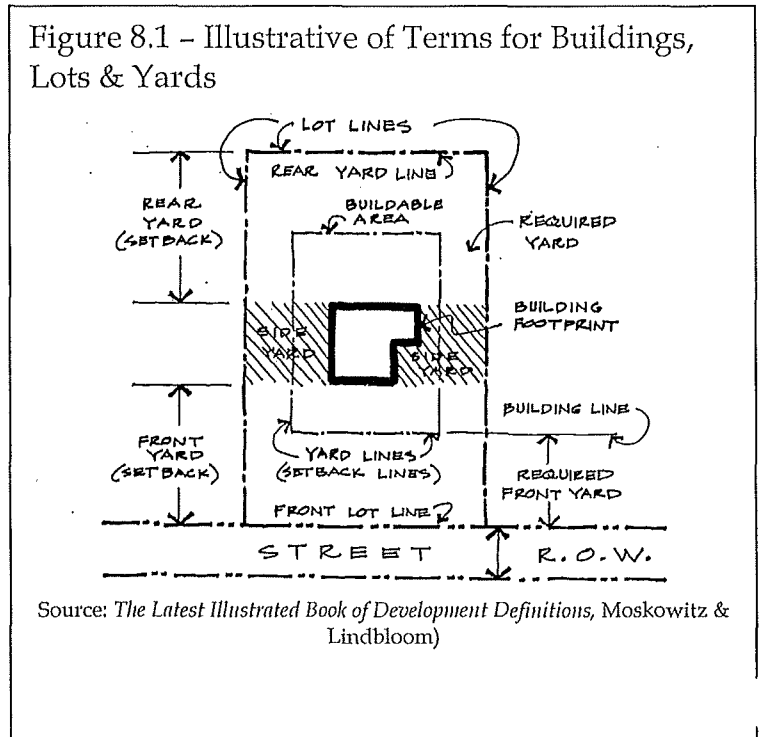 Figure 8.1 – Illustrative of Terms for Buildings,
Lots & Yards
LOT LINES
REAR YARD LINE
BUILDABLE
AREA
REAR
YARD
(SETBACK)
REQUIRED
YARD
BUILDING
FOOTPRINT
SIDE
YARD
SIDE
YARD
BUILDING LINE
FRONT
YARD
(SETBACK)
YARD LINES
(SETBACK LINES)
REQUIRED
FRONT YARD
FRONT LOT LINE
STREET
R.O.W.
Source: The Latest Illustrated Book of Development Definitions, Moskowitz &
Lindbloom)